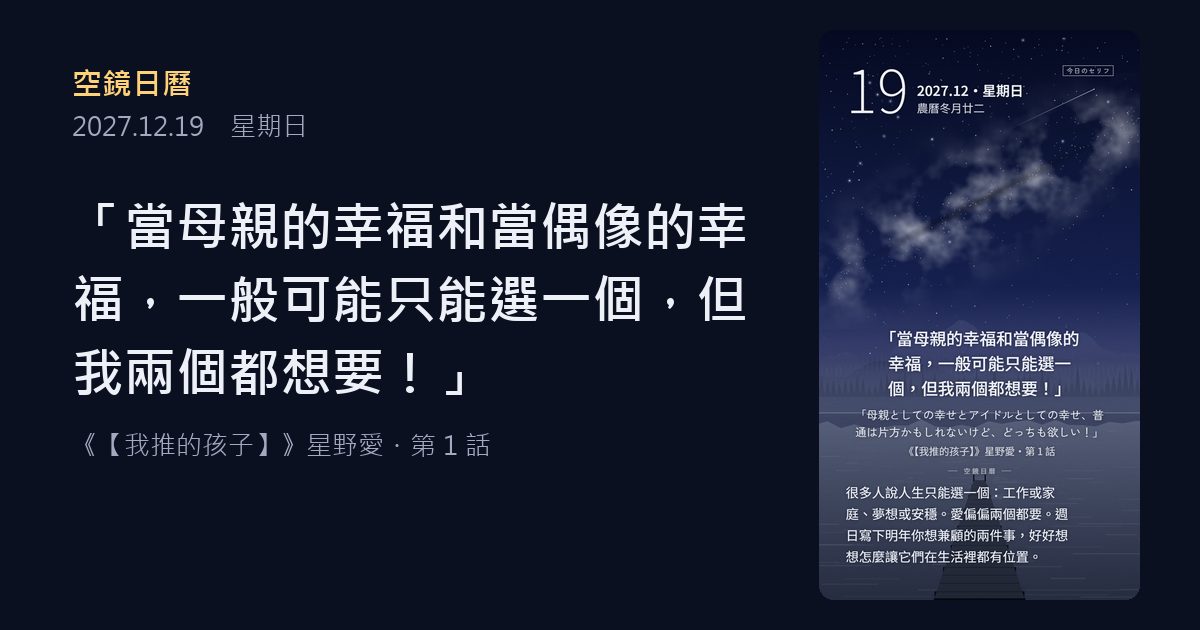 空鏡日曆
2027.12.19　星期日
「當母親的幸福和當偶像的幸
福，一般可能只能選一個，但
我兩個都想要！」
《【我推的孩子】》星野愛・第 1 話
今日のセリフ
19
2027.12・星期日
農曆冬月廿二
「當母親的幸福和當偶像的
幸福，一般可能只能選一
個，但我兩個都想要！」
「母親としての幸せとアイドルとしての幸せ、普
通は片方かもしれないけど、どっちも欲しい！」
《【我推的孩子】》星野愛・第 1 話
— 空鏡日曆 —
很多人說人生只能選一個：工作或家
庭、夢想或安穩。愛偏偏兩個都要。週
日寫下明年你想兼顧的兩件事，好好想
想怎麼讓它們在生活裡都有位置。